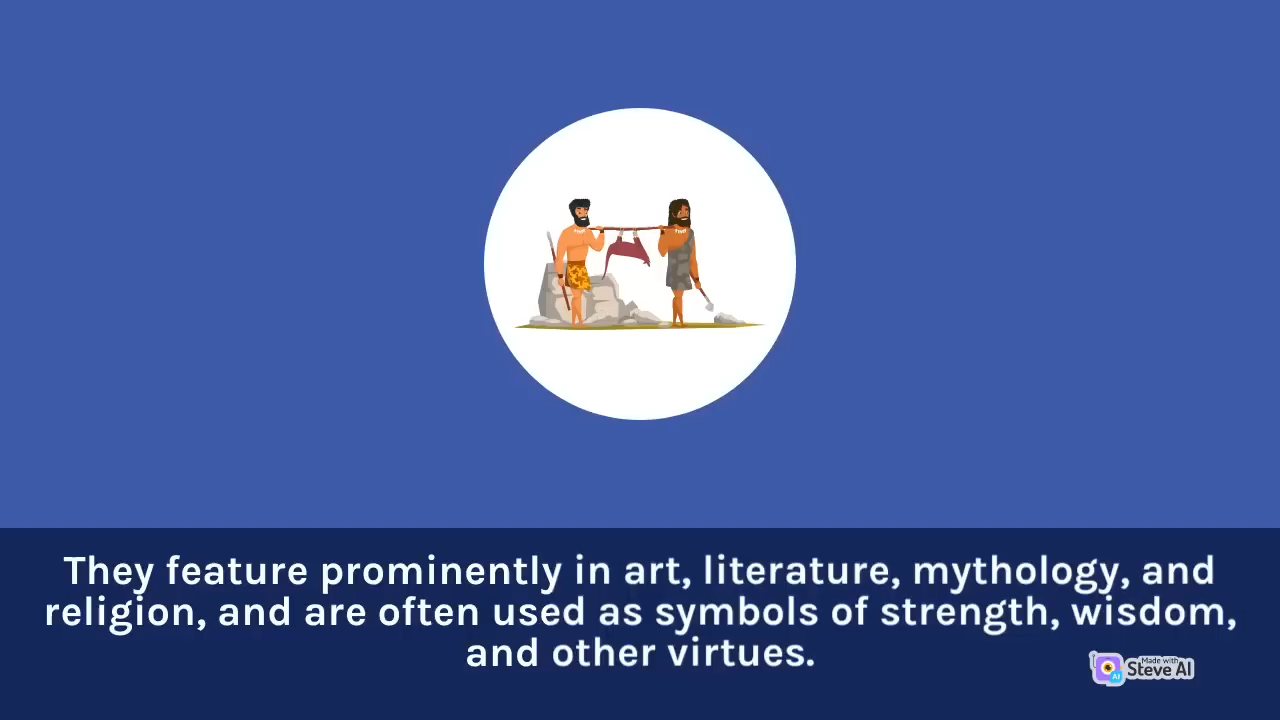 They feature prominently in art, literature, mythology, and
religion, and are often used as symbols of strength, wisdom,
and other virtues.
Made with
AI
Steve AI